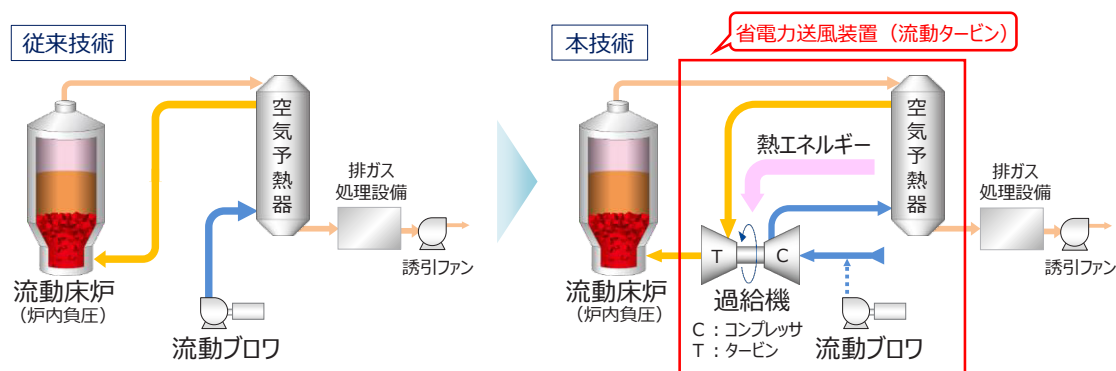 従来技術
空気予熱器
排ガス
処理設備
誘引ファン
流動床炉
（炉内負圧）
流動ブロワ
本技術
省電力送風装置（流動タービン）
熱エネルギー
空気予熱器
排ガス
処理設備
誘引ファン
T
C
流動床炉
（炉内負圧）
過給機
C：コンプレッサ
T：タービン
流動ブロワ